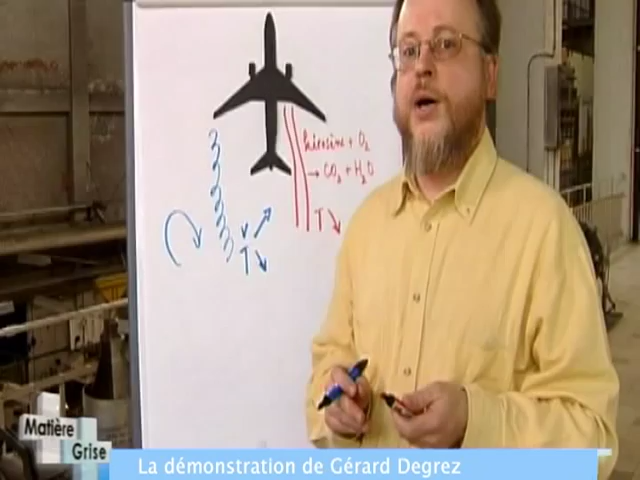 kérosène + O₂
→ CO₂ + H₂O
T ↘
v ↗
T ↘
Matière
Grise
La démonstration de Gérard Degrez